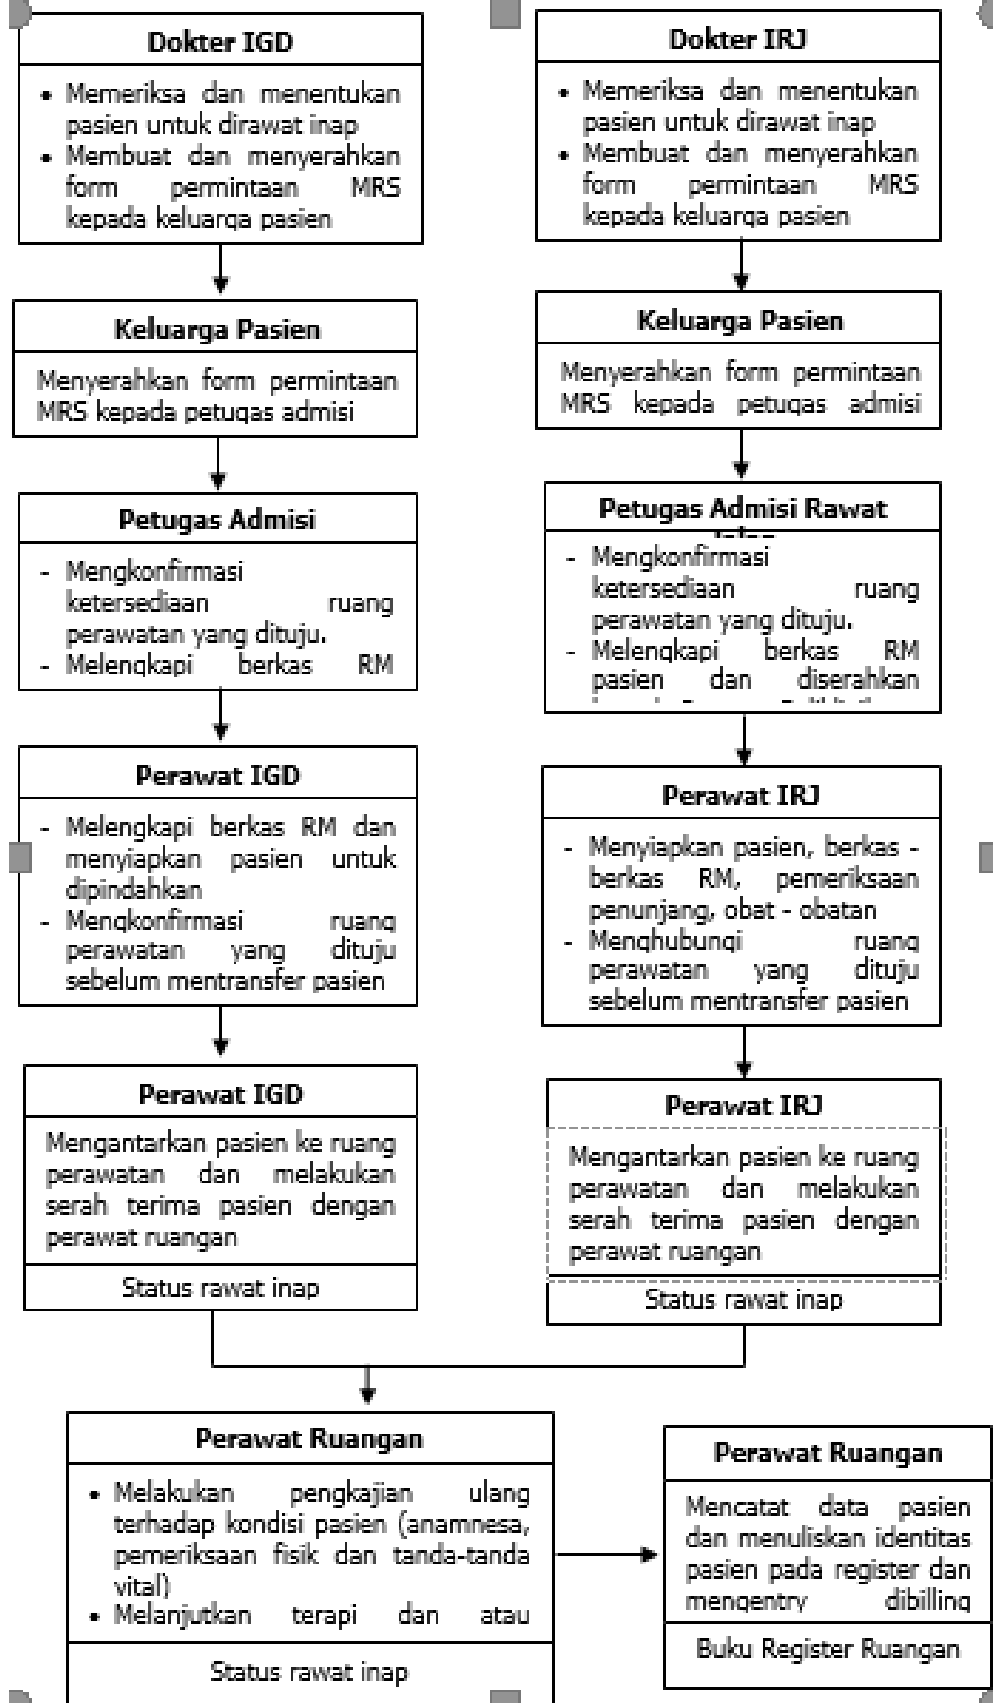 Dokter IGD
• Memeriksa dan menentukan
pasien untuk dirawat inap
• Membuat dan menyerahkan
form permintaan MRS
kepada keluarga pasien
Keluarga Pasien
Menyerahkan form permintaan
MRS kepada petugas admisi
Petugas Admisi
- Mengkonfirmasi
ketersediaan ruang
perawatan yang dituju.
- Melengkapi berkas RM
Perawat IGD
- Melengkapi berkas RM dan
menyiapkan pasien untuk
dipindahkan
- Mengkonfirmasi ruang
perawatan yang dituju
sebelum mentransfer pasien
Perawat IGD
Mengantarkan pasien ke ruang
perawatan dan melakukan
serah terima pasien dengan
perawat ruangan
Status rawat inap
Dokter IRJ
• Memeriksa dan menentukan
pasien untuk dirawat inap
• Membuat dan menyerahkan
form permintaan MRS
kepada keluarga pasien
Keluarga Pasien
Menyerahkan form permintaan
MRS kepada petugas admisi
Petugas Admisi Rawat
- Mengkonfirmasi
ketersediaan ruang
perawatan yang dituju.
- Melengkapi berkas RM
pasien dan diserahkan
Perawat IRJ
- Menyiapkan pasien, berkas -
berkas RM, pemeriksaan
penunjang, obat - obatan
- Menghubungi ruang
perawatan yang dituju
sebelum mentransfer pasien
Perawat IRJ
Mengantarkan pasien ke ruang
perawatan dan melakukan
serah terima pasien dengan
perawat ruangan
Status rawat inap
Perawat Ruangan
• Melakukan pengkajian ulang
terhadap kondisi pasien (anamnesa,
pemeriksaan fisik dan tanda-tanda
vital)
• Melanjutkan terapi dan atau
Status rawat inap
Perawat Ruangan
Mencatat data pasien
dan menuliskan identitas
pasien pada register dan
mengentry dibilling
Buku Register Ruangan